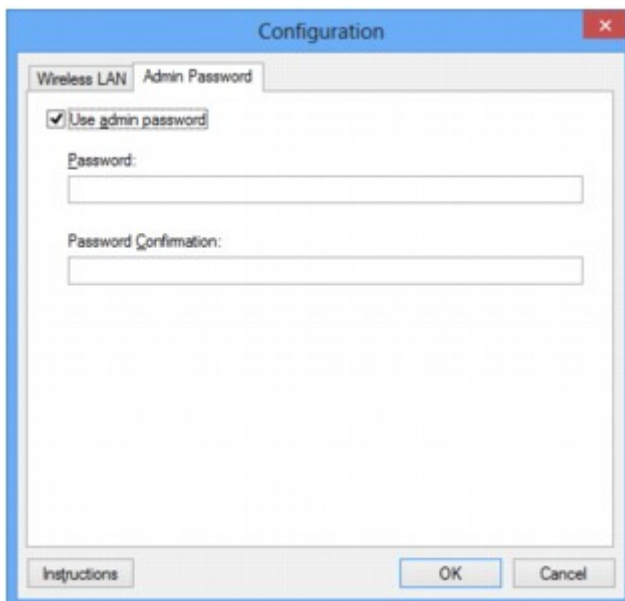 Configuration
Wireless LAN Admin Password
Use admin password
Password:
Password Confirmation:
Instructions OK Cancel